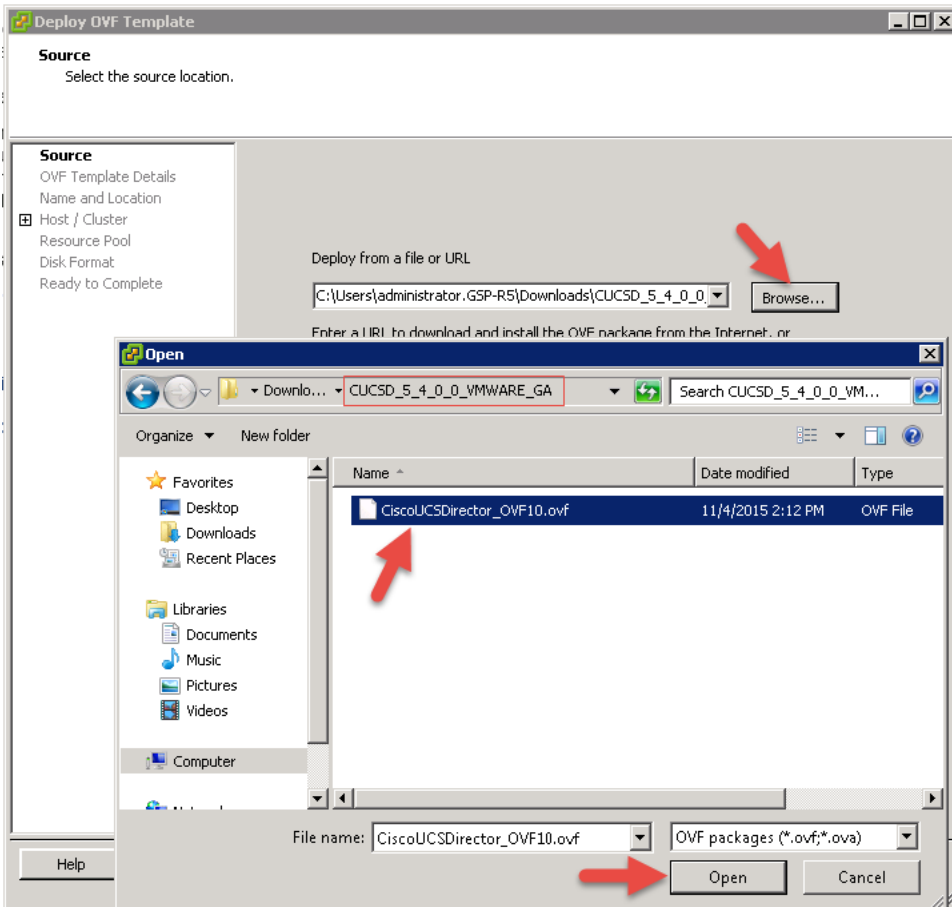 Deploy OVF Template
Source
Select the source location.
Source
OVF Template Details
Name and Location
Host / Cluster
Resource Pool
Disk Format
Ready to Complete
Deploy from a file or URL
C:\Users\administrator.GSP-R5\Downloads\CUCSD_5_4_0_0_
Browse...
Enter a URL to download and install the OVF package from the Internet, or
Open
Downlo... CUCSD_5_4_0_0_VMWARE_GA
Search CUCSD_5_4_0_0_VM...
Organize New folder
Name Date modified Type
CiscoUCSDirector_OVF10.ovf 11/4/2015 2:12 PM OVF File
Favorites
Desktop
Downloads
Recent Places
Libraries
Documents
Music
Pictures
Videos
Computer
File name: CiscoUCSDirector_OVF10.ovf OVF packages (*.ovf;*.ova)
Help
Open Cancel